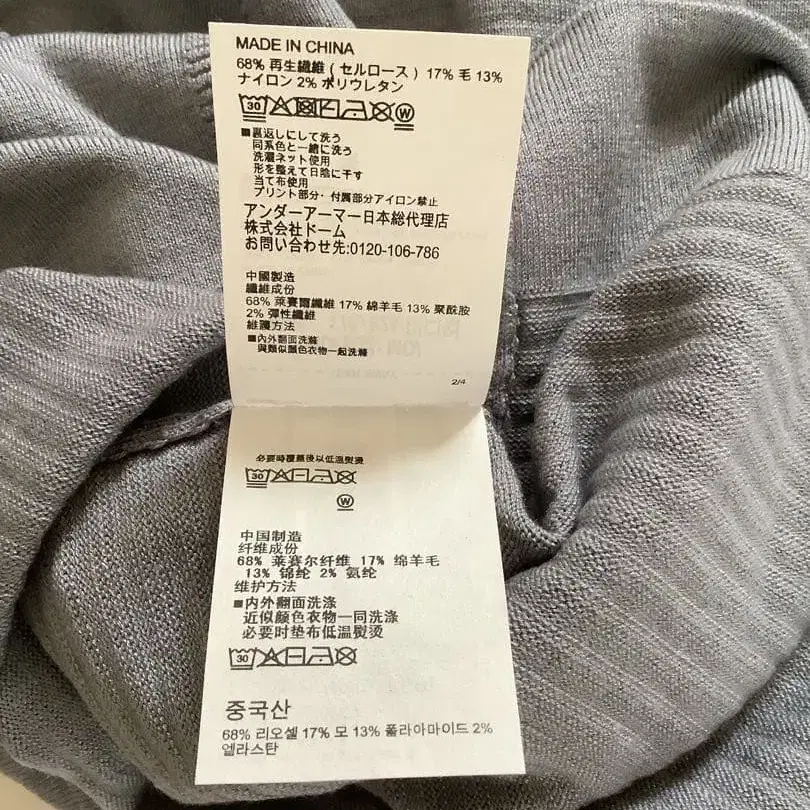 MADE IN CHINA
68% 再生繊維 ( セルロース ) 17% 毛 13%
ナイロン 2% ポリウレタン
30 W
■裏返しにして洗う
同系色と一緒に洗う
洗濯ネット使用
形を整えて日陰に干す
当て布使用
プリント部分・付属部分アイロン禁止
アンダーアーマー日本総代理店
株式会社ドーム
お問い合わせ先:0120-106-786
中國製造
纖維成份
68% 萊賽爾纖維 17% 綿羊毛 13% 聚酰胺
2% 彈性纖維
維護方法
■內外翻面洗滌
與類似顏色衣物一起洗滌
2/4
必要時覆蓋後以低溫熨燙
30
W
中国制造
纤维成份
68% 莱赛尔纤维 17% 绵羊毛
13% 锦纶 2% 氨纶
维护方法
■内外翻面洗涤
近似颜色衣物一同洗涤
必要时垫布低温熨烫
30
중국산
68% 리오셀 17% 모 13% 폴라아마이드 2%
엘라스탄